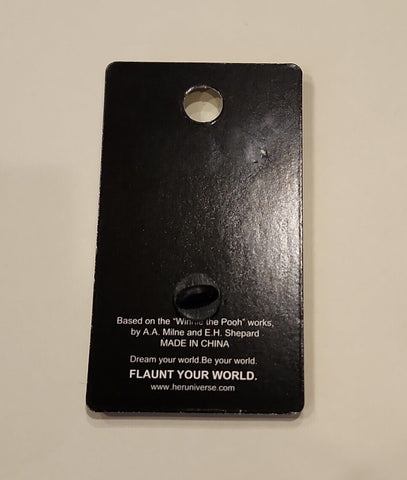 Based on the "Winnie the Pooh" works,
by A.A. Milne and E.H. Shepard
MADE IN CHINA
Dream your world.Be your world.
FLAUNT YOUR WORLD.
www.heruniverse.com